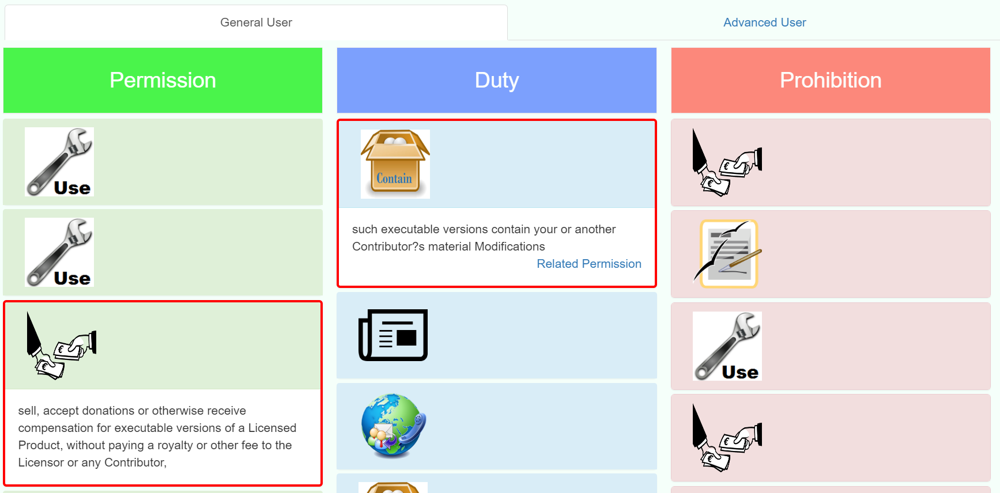 General User
Advanced User
Permission
Duty
Prohibition
Use
Use
sell, accept donations or otherwise receive
compensation for executable versions of a Licensed
Product, without paying a royalty or other fee to the
Licensor or any Contributor,
Contain
such executable versions contain your or another
Contributor?s material Modifications
Related Permission
Use